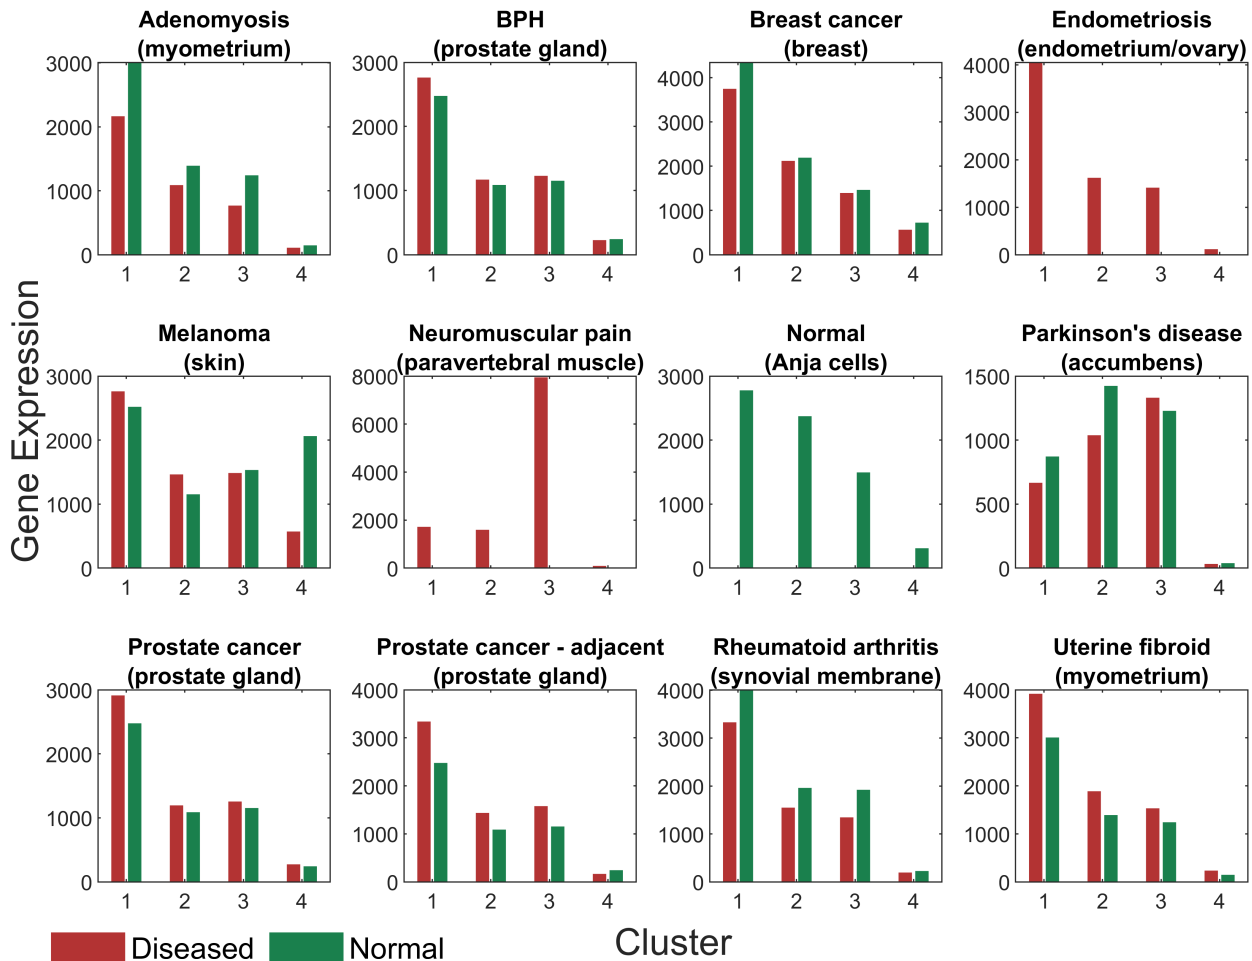 Adenomyosis
(myometrium)
3000
2000
1000
0
1 2 3 4
BPH
(prostate gland)
3000
2000
1000
0
1 2 3 4
Breast cancer
(breast)
4000
3000
2000
1000
0
1 2 3 4
Endometriosis
(endometrium/ovary)
4000
3000
2000
1000
0
1 2 3 4
Gene Expression
Melanoma
(skin)
3000
2000
1000
0
1 2 3 4
Neuromuscular pain
(paravertebral muscle)
8000
6000
4000
2000
0
1 2 3 4
Normal
(Anja cells)
3000
2000
1000
0
1 2 3 4
Parkinson's disease
(accumbens)
1500
1000
500
0
1 2 3 4
Prostate cancer
(prostate gland)
3000
2000
1000
0
1 2 3 4
Prostate cancer - adjacent
(prostate gland)
4000
3000
2000
1000
0
1 2 3 4
Rheumatoid arthritis
(synovial membrane)
4000
3000
2000
1000
0
1 2 3 4
Uterine fibroid
(myometrium)
4000
3000
2000
1000
0
1 2 3 4
Diseased Normal
Cluster